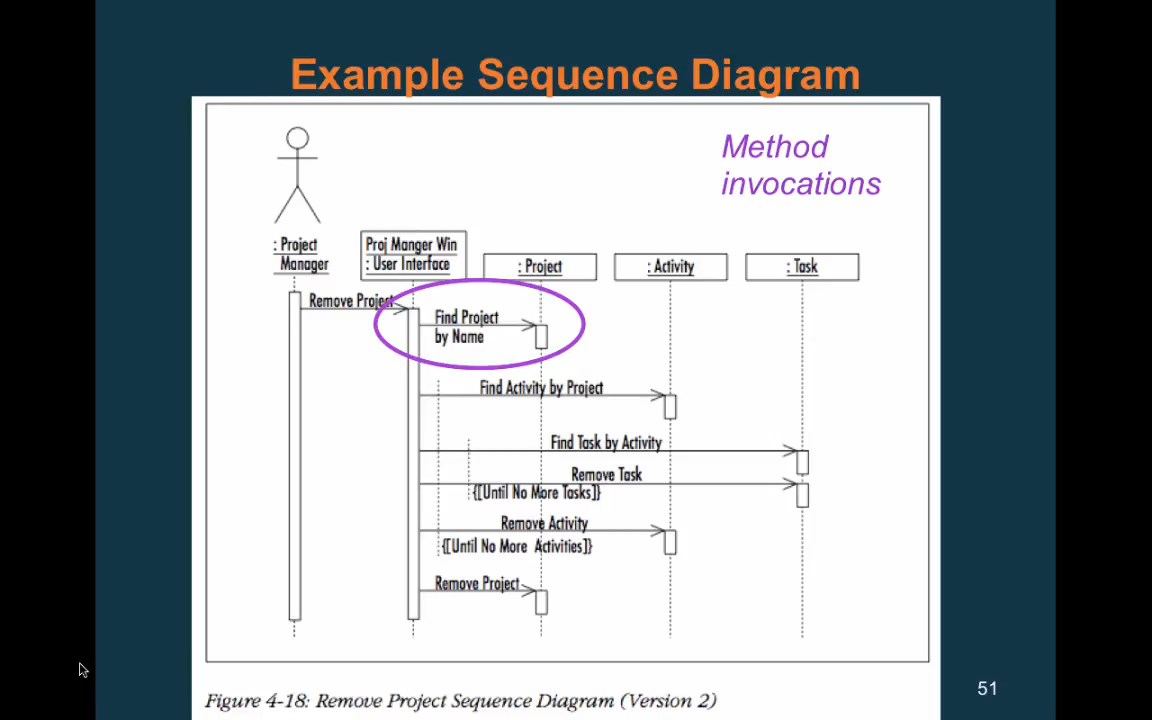 Example Sequence Diagram
Method
invocations
: Project
Manager
Proj Manger Win
: User Interface
: Project
: Activity
: Task
Remove Project
Find Project
by Name
Find Activity by Project
Find Task by Activity
Remove Task
{[Until No More Tasks]}
Remove Activity
{[Until No More Activities]}
Remove Project
Figure 4-18: Remove Project Sequence Diagram (Version 2)
51